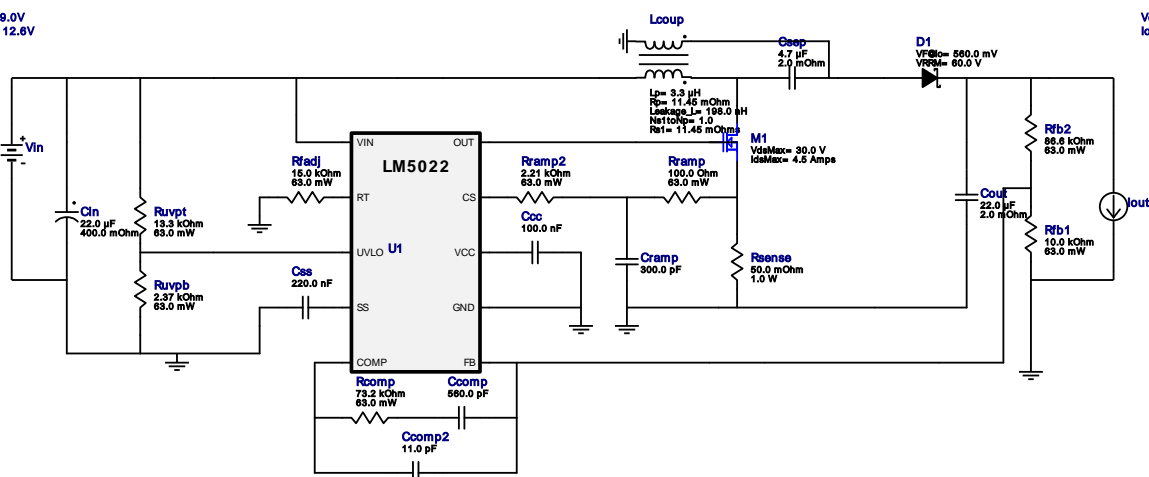 9.0V
12.6V
Lcoup
Lp= 3.3 µH
Rp= 11.45 mOhm
Leakage_L= 198.0 nH
Ns1toNp= 1.0
Rs1= 11.45 mOhms
Csep
4.7 µF
2.0 mOhm
D1
VF@Io= 560.0 mV
VRRM= 60.0 V
V
Io
Vin
+
-
Cin
22.0 µF
400.0 mOhm
Ruvpt
13.3 kOhm
63.0 mW
Ruvpb
2.37 kOhm
63.0 mW
Rfadj
15.0 kOhm
63.0 mW
Css
220.0 nF
LM5022
U1
VIN
RT
UVLO
SS
COMP
OUT
CS
VCC
GND
FB
M1
VdsMax= 30.0 V
IdsMax= 4.5 Amps
Rramp2
2.21 kOhm
63.0 mW
Rramp
100.0 Ohm
63.0 mW
Ccc
100.0 nF
Cramp
300.0 pF
Rsense
50.0 mOhm
1.0 W
Cout
22.0 µF
2.0 mOhm
Rfb2
86.6 kOhm
63.0 mW
Rfb1
10.0 kOhm
63.0 mW
Iout
Rcomp
73.2 kOhm
63.0 mW
Ccomp
560.0 pF
Ccomp2
11.0 pF